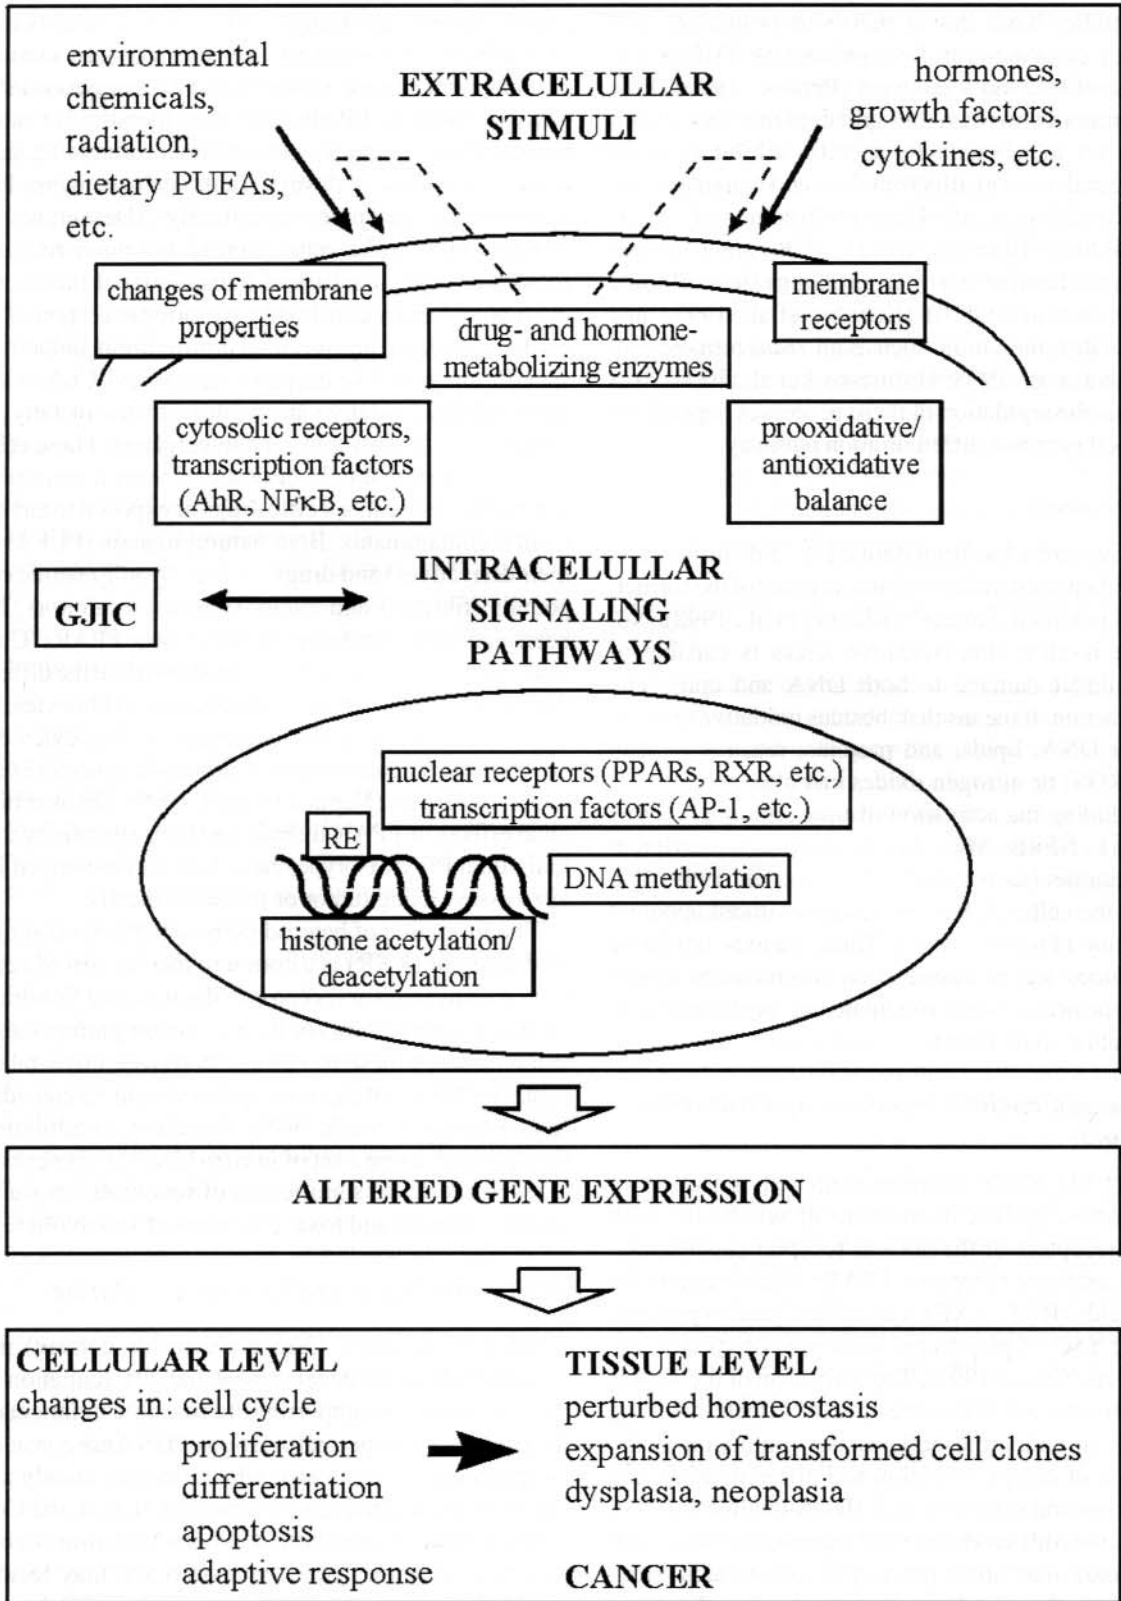 environmental
chemicals,
radiation,
dietary PUFAs,
etc.
EXTRACELULLAR
STIMULI
hormones,
growth factors,
cytokines, etc.
changes of membrane
properties
drug- and hormone-
metabolizing enzymes
membrane
receptors
cytosolic receptors,
transcription factors
(AhR, NFκB, etc.)
prooxidative/
antioxidative
balance
GJIC
INTRACELULLAR
SIGNALING
PATHWAYS
nuclear receptors (PPARs, RXR, etc.)
transcription factors (AP-1, etc.)
RE
DNA methylation
histone acetylation/
deacetylation
ALTERED GENE EXPRESSION
CELLULAR LEVEL
changes in: cell cycle
proliferation
differentiation
apoptosis
adaptive response
TISSUE LEVEL
perturbed homeostasis
expansion of transformed cell clones
dysplasia, neoplasia
CANCER